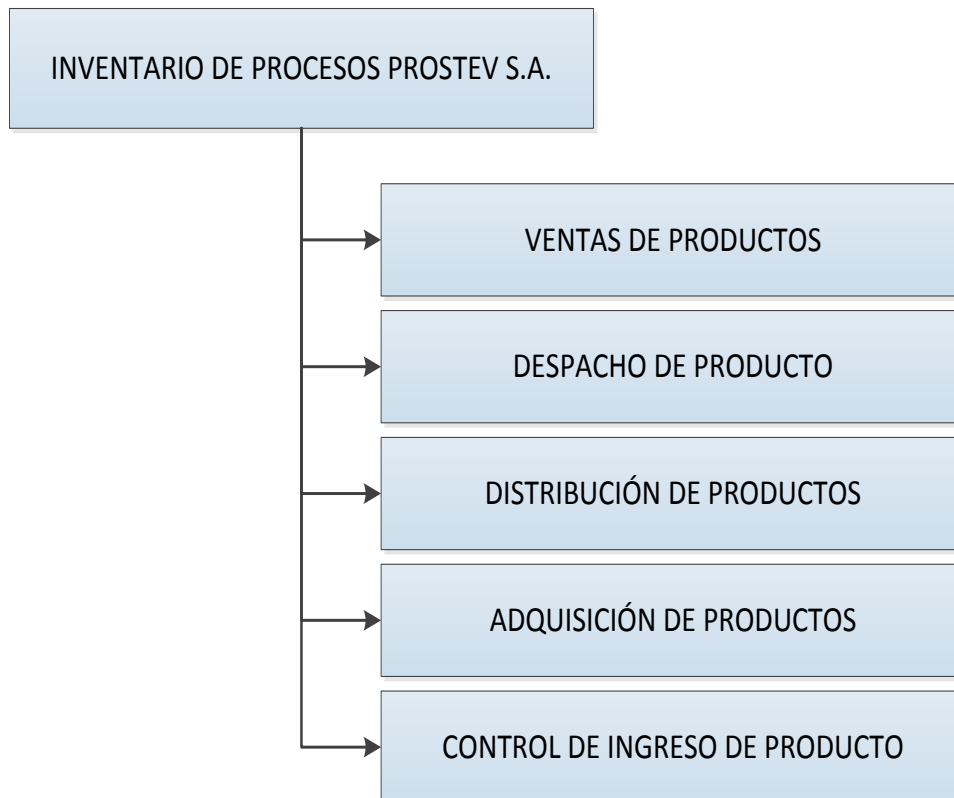 INVENTARIO DE PROCESOS PROSTEV S.A.
VENTAS DE PRODUCTOS
DESPACHO DE PRODUCTO
DISTRIBUCIÓN DE PRODUCTOS
ADQUISICIÓN DE PRODUCTOS
CONTROL DE INGRESO DE PRODUCTO